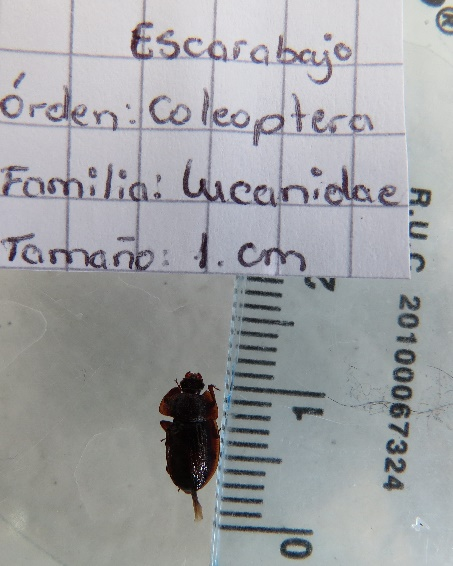 Escarabajo
Órden: Coleoptera
Familia: Lucanidae
Tamaño: 1. cm
R.U.C 20100067324
®
2
1
0